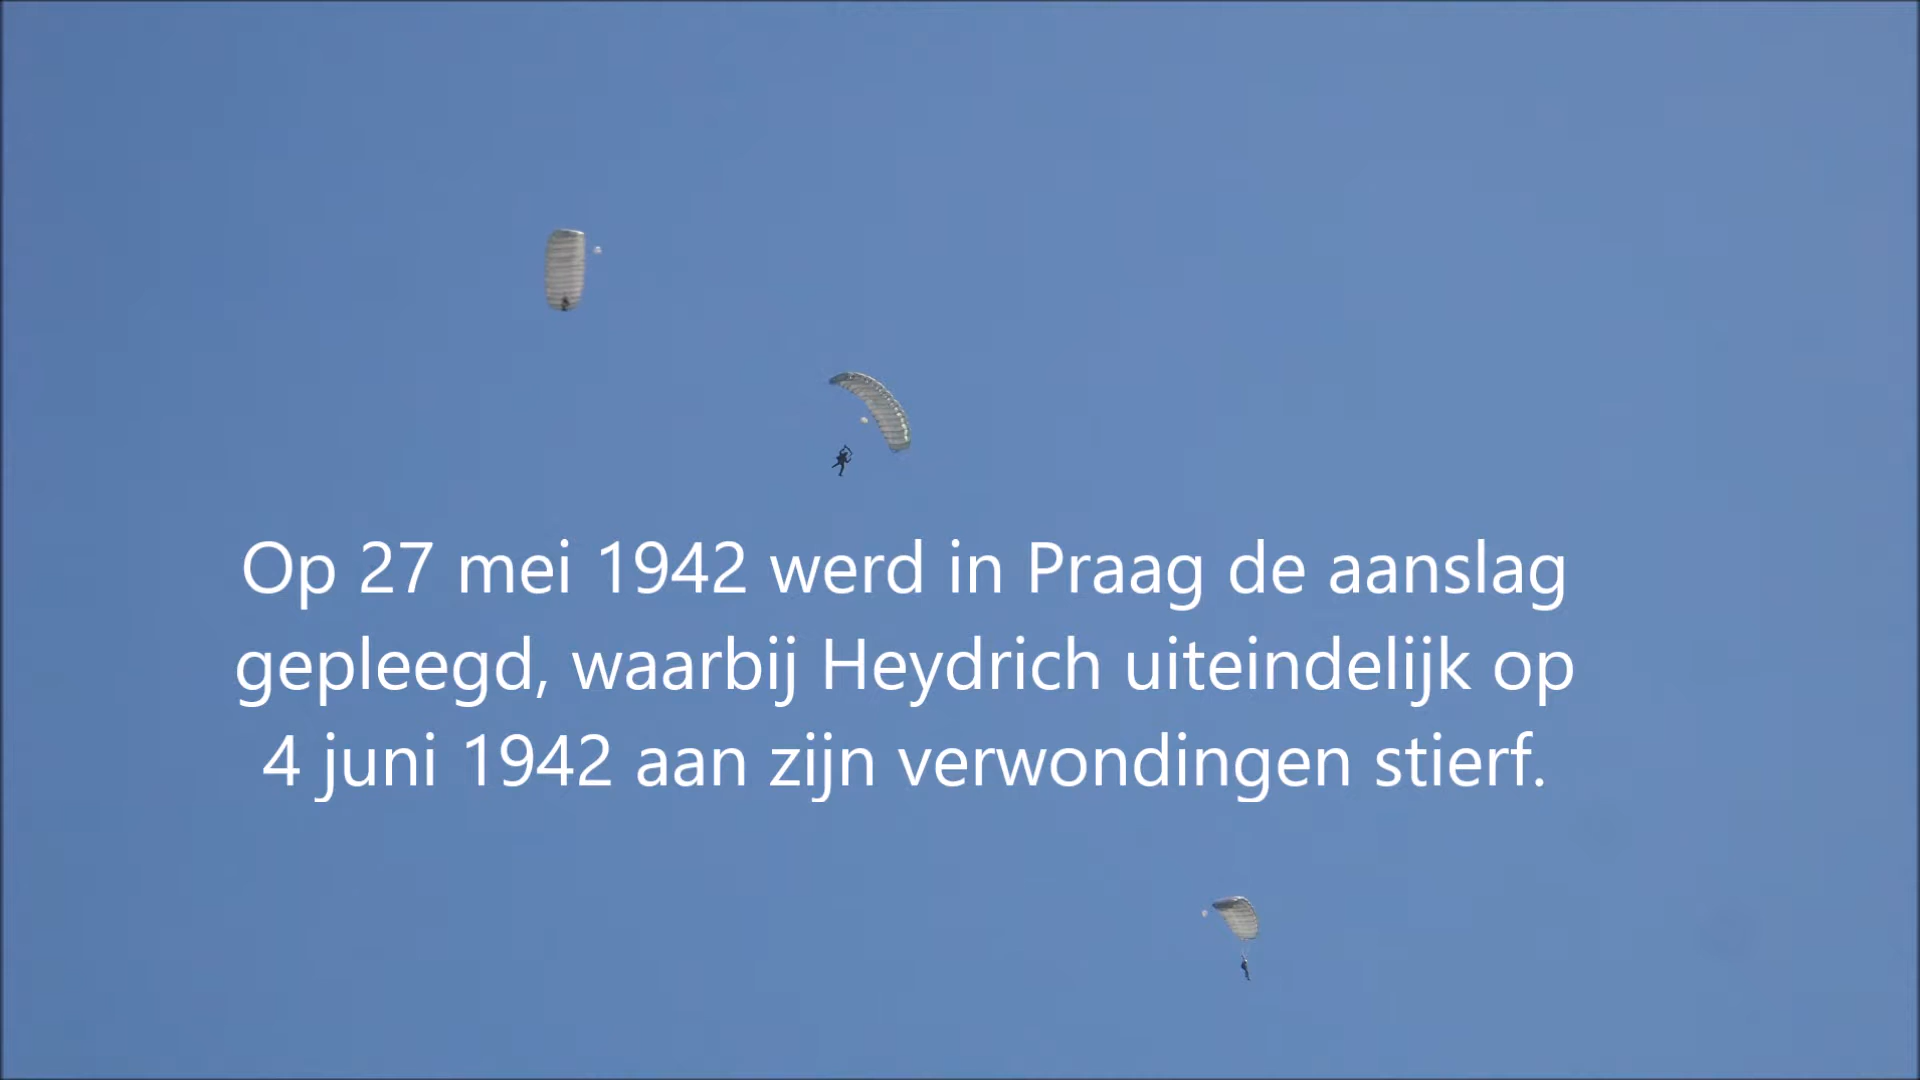 Op 27 mei 1942 werd in Praag de aanslag
gepleegd, waarbij Heydrich uiteindelijk op
4 juni 1942 aan zijn verwondingen stierf.